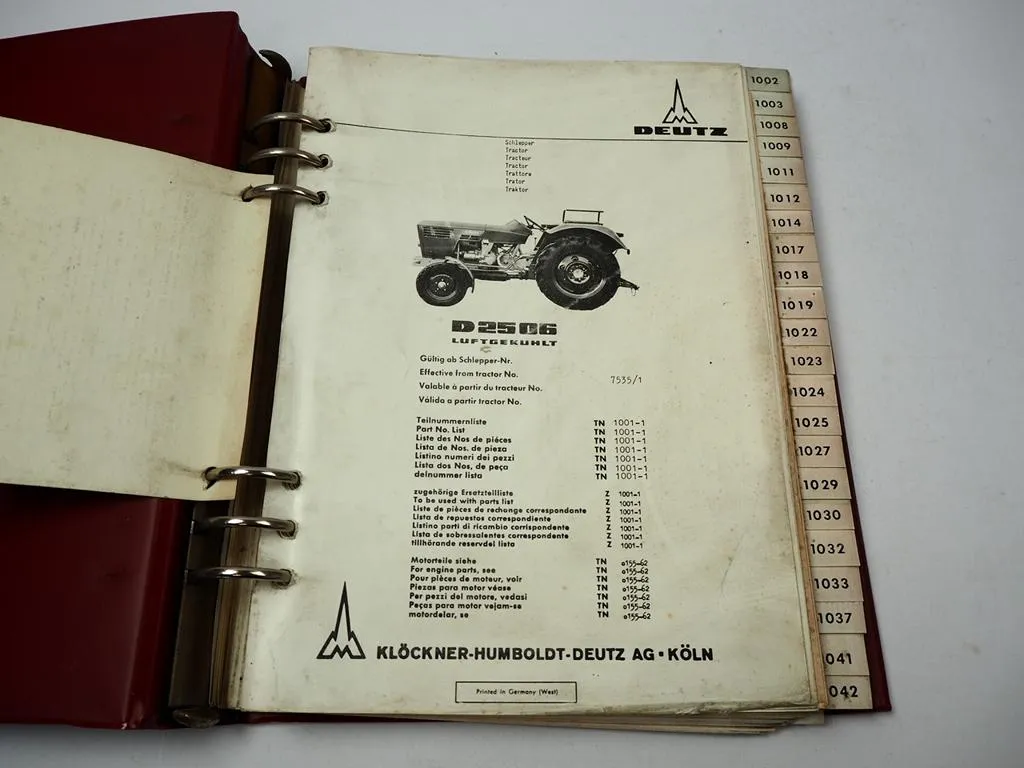 DEUTZ
Schlepper
Tractor
Tracteur
Tractor
Trattore
Trator
Traktor
D 2506
LUFTGEKÜHLT
Gültig ab Schlepper-Nr.
Effective from tractor No.
Valable à partir du tracteur No. 7535/1
Válida a partir tractor No.
Teilnummernliste TN 1001-1
Part No. List TN 1001-1
Liste des Nos de pièces TN 1001-1
Lista de Nos. de pieza TN 1001-1
Listino numeri dei pezzi TN 1001-1
Lista dos Nos, de peça TN 1001-1
delnummer lista TN 1001-1
zugehörige Ersatzteilliste Z 1001-1
To be used with parts list Z 1001-1
Liste de pièces de rechange correspondante Z 1001-1
Lista de repuestos correspondiente Z 1001-1
Listino parti di ricambio corrispondente Z 1001-1
Lista de sobressalentes correspondente Z 1001-1
tillhörande reservdel lista Z 1001-1
Motorteile siehe TN o155-62
For engine parts, see TN o155-62
Pour pièces de moteur, voir TN o155-62
Piezas para motor véase TN o155-62
Per pezzi del motore, vedasi TN o155-62
Peças para motor vejam-se TN o155-62
motordelar, se TN o155-62
KLÖCKNER-HUMBOLDT-DEUTZ AG • KÖLN
Printed in Germany (West)
1002
1003
1008
1009
1011
1012
1014
1017
1018
1019
1022
1023
1024
1025
1027
1029
1030
1032
1033
1037
041
042